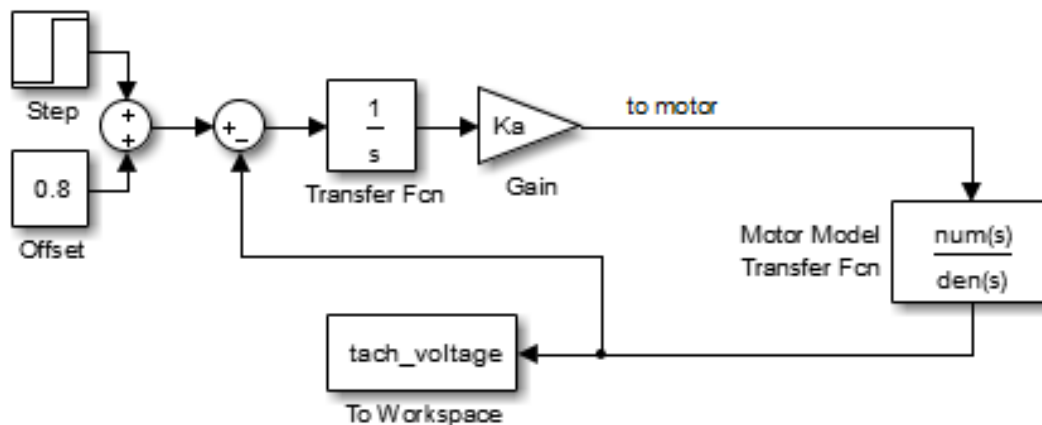 Step
+
+
0.8
Offset
+
−
1
s
Transfer Fcn
Ka
Gain
to motor
Motor Model
Transfer Fcn
num(s)
den(s)
tach_voltage
To Workspace